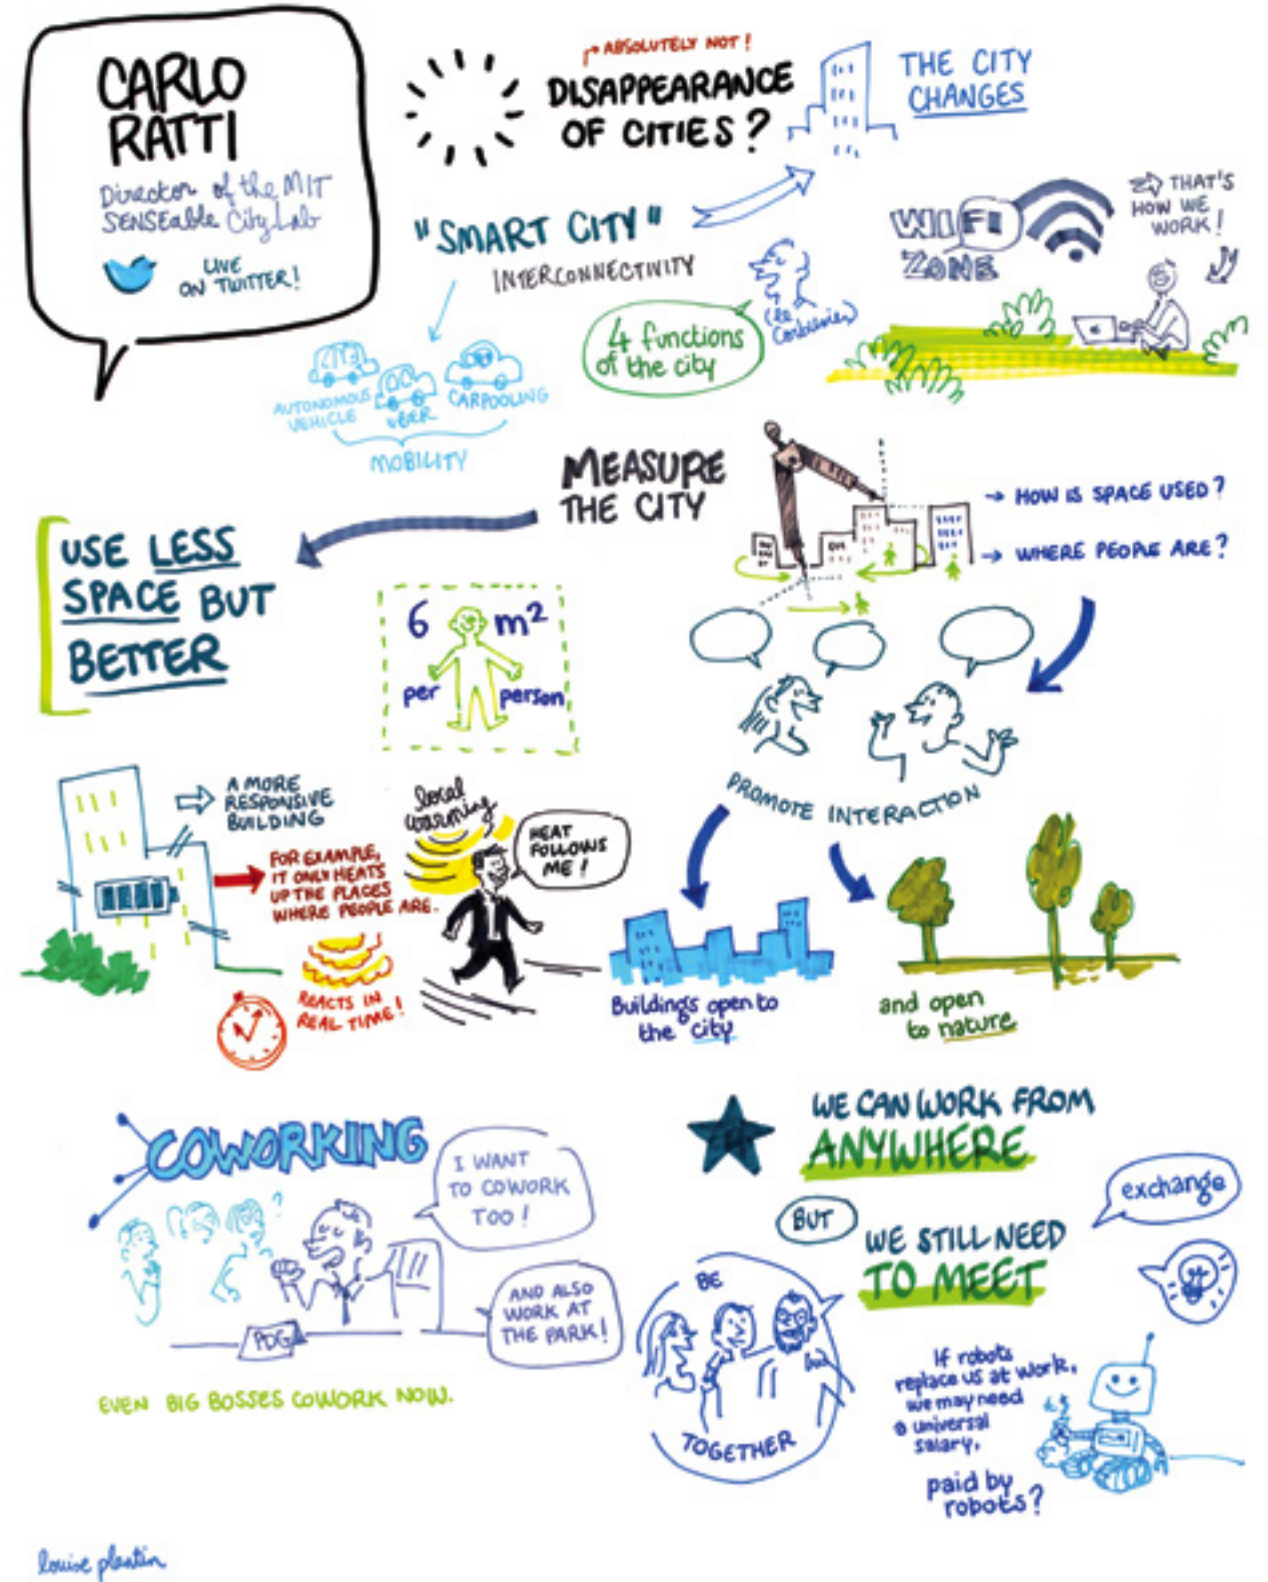 CARLO
RATTI
Director of the MIT
SENSEable City Lab
LIVE
ON TWITTER!
→ ABSOLUTELY NOT!
DISAPPEARANCE
OF CITIES?
THE CITY
CHANGES
"SMART CITY"
INTERCONNECTIVITY
4 functions
of the city
(Le
Corbusier)
WIFI
ZONE
⇒ THAT'S
HOW WE
WORK!
AUTONOMOUS
VEHICLE
UBER
CARPOOLING
MOBILITY
MEASURE
THE CITY
→ HOW IS SPACE USED?
→ WHERE PEOPLE ARE?
USE LESS
SPACE BUT
BETTER
6 m²
per person
PROMOTE INTERACTION
A MORE
RESPONSIVE
BUILDING
FOR EXAMPLE,
IT ONLY HEATS
UP THE PLACES
WHERE PEOPLE ARE.
local
warming
HEAT
FOLLOWS
ME!
REACTS IN
REAL TIME!
Buildings open to
the city
and open
to nature
COWORKING
?
I WANT
TO COWORK
TOO!
AND ALSO
WORK AT
THE PARK!
PDG
EVEN BIG BOSSES COWORK NOW.
WE CAN WORK FROM
ANYWHERE
BUT
WE STILL NEED
TO MEET
exchange
BE
TOGETHER
If robots
replace us at work,
we may need
a universal
salary,
paid by
robots?
louise plantin